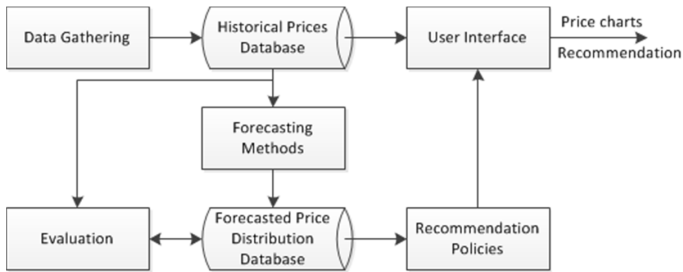 Data Gathering
Historical Prices
Database
User Interface
Price charts
Recommendation
Forecasting
Methods
Evaluation
Forecasted Price
Distribution
Database
Recommendation
Policies